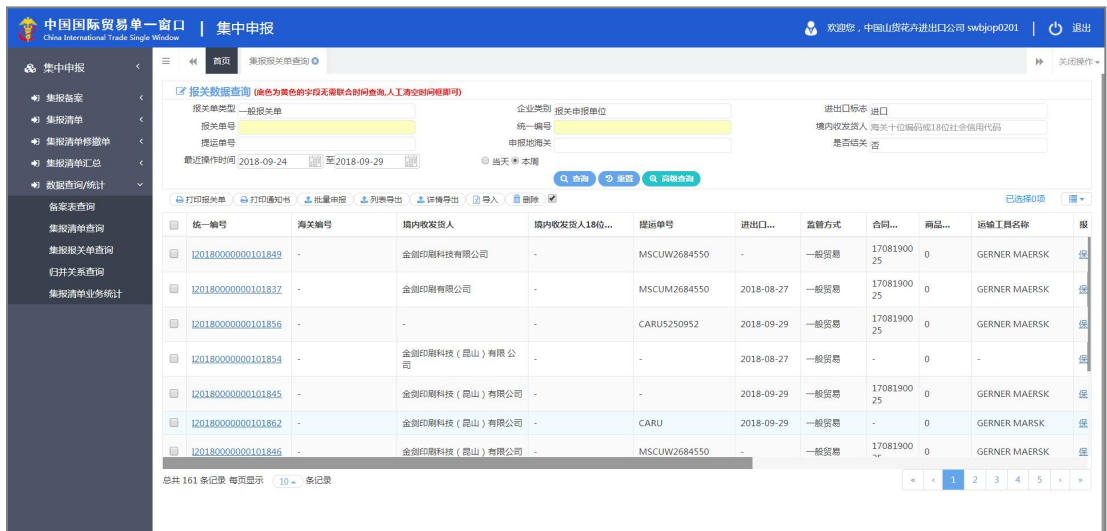 中国国际贸易单一窗口 | 集中申报 欢迎您，中国山货花卉进出口公司 swbjop0201 | 退出
China International Trade Single Window
集中申报 首页 集报报关单查询 关闭操作
集报备案
集报清单
集报清单修撤单
集报清单汇总
数据查询/统计
备案表查询
集报清单查询
集报报关单查询
归并关系查询
集报清单业务统计
报关数据查询 (底色为黄色的字段无需联合时间查询,人工清空时间框即可)
报关单类型 一般报关单 企业类别 报关申报单位 进出口标志 进口
报关单号 统一编号 境内收发货人 海关十位编码或18位社会信用代码
提运单号 申报地海关 是否结关 否
最近操作时间 2018-09-24 至 2018-09-29 当天 本周
查询 重置 高级查询
打印报关单 打印通知书 批量申报 列表导出 详情导出 导入 删除 已选择0项
统一编号 海关编号 境内收发货人 境内收发货人18位... 提运单号 进出口... 监管方式 合同... 商品... 运输工具名称 报
I20180000000101849 - 金剑印刷科技有限公司 - MSCUW2684550 - 一般贸易 1708190025 0 GERNER MAERSK 保
I20180000000101837 - 金剑印刷有限公司 - MSCUM2684550 2018-08-27 一般贸易 1708190025 0 GERNER MAERSK 保
I20180000000101856 - - - CARU5250952 2018-09-29 一般贸易 1708190025 0 GERNER MAERSK 保
I20180000000101854 - 金剑印刷科技（昆山）有限公司 - - 2018-08-27 一般贸易 - 0 - 保
I20180000000101845 - 金剑印刷科技（昆山）有限公司 - - 2018-09-29 一般贸易 1708190025 0 GERNER MAERSK 保
I20180000000101862 - 金剑印刷科技（昆山）有限公司 - CARU 2018-09-29 一般贸易 - 0 GERNER MARSK 保
I20180000000101846 - 金剑印刷科技（昆山）有限公司 - MSCUW2684550 - 一般贸易 17081900 0 GERNER MAERSK 保
总共 161 条记录 每页显示 10 条记录 « ‹ 1 2 3 4 5 › »